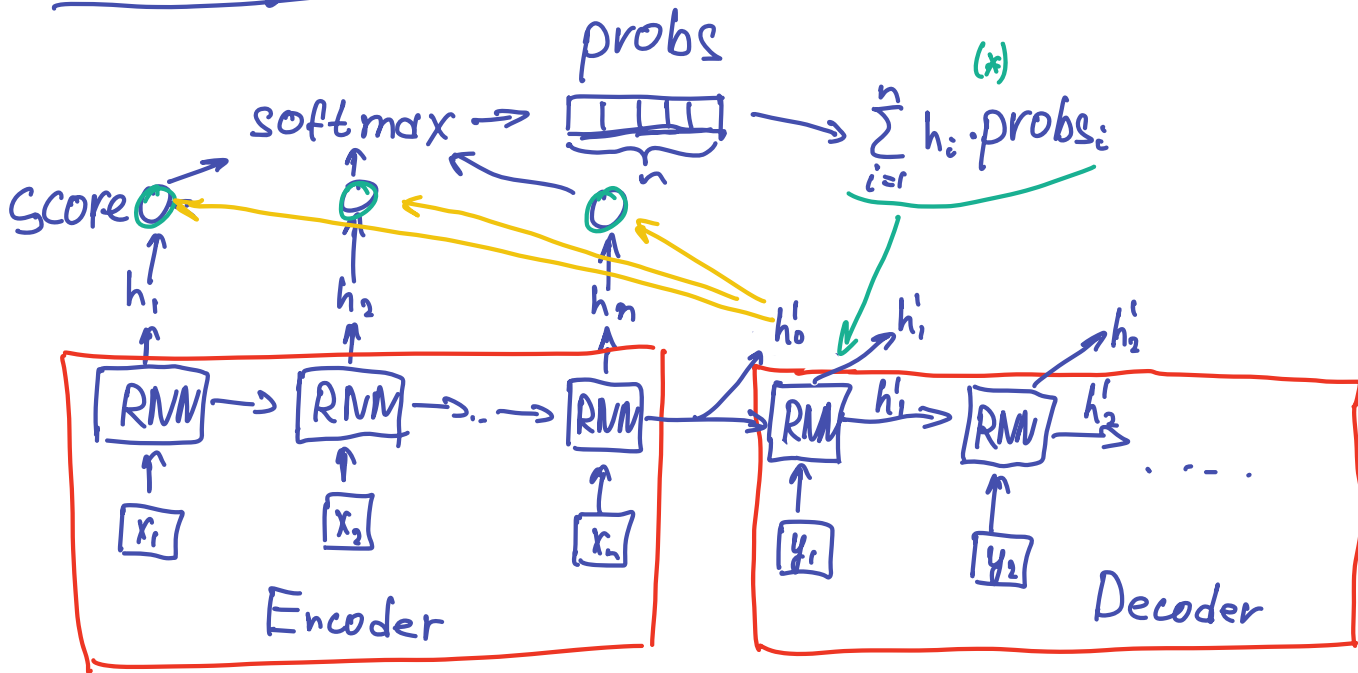 probs
(*)
softmax
n
∑ h_i · probs_i
i=1
n
score
h_1 h_2 h_n h'_0 h'_1 h'_2
RNN RNN ... RNN RNN h'_1 RNN h'_2 . - - .
x_1 x_2 x_n y_1 y_2
Encoder Decoder